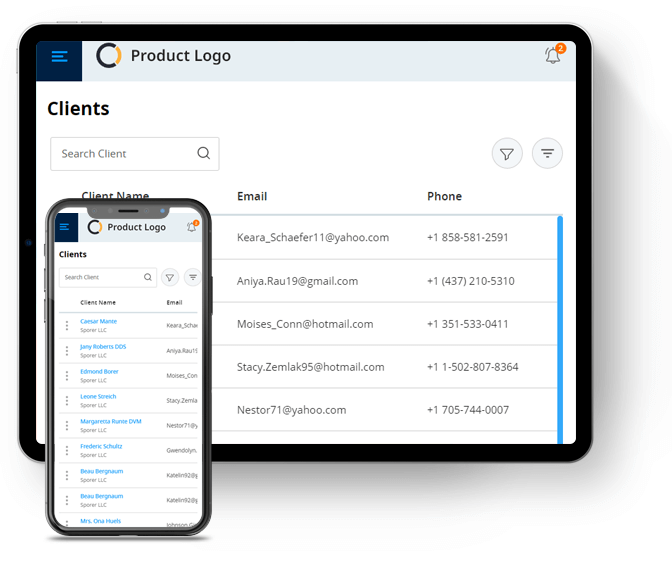 Product Logo
2
Clients
Search Client
Client Name Email Phone
Keara_Schaefer11@yahoo.com +1 858-581-2591
Aniya.Rau19@gmail.com +1 (437) 210-5310
Moises_Conn@hotmail.com +1 351-533-0411
Stacy.Zemlak95@hotmail.com +1 1-502-807-8364
Nestor71@yahoo.com +1 705-744-0007
Product Logo
Clients
Search Client
Client Name Email
Caesar Mante
Sporer LLC
Keara_Schae
Jany Roberts DDS
Sporer LLC
Aniya.Rau1
Edmond Borer
Sporer LLC
Moises_Con
Leone Streich
Sporer LLC
Stacy.Zemla
Margaretta Runte DVM
Sporer LLC
Nestor71@y
Frederic Schultz
Sporer LLC
Gwendolyn.
Beau Bergnaum
Sporer LLC
Katelin92@g
Beau Bergnaum
Sporer LLC
Katelin92@g
Mrs. Ona Huels
Johnson.G